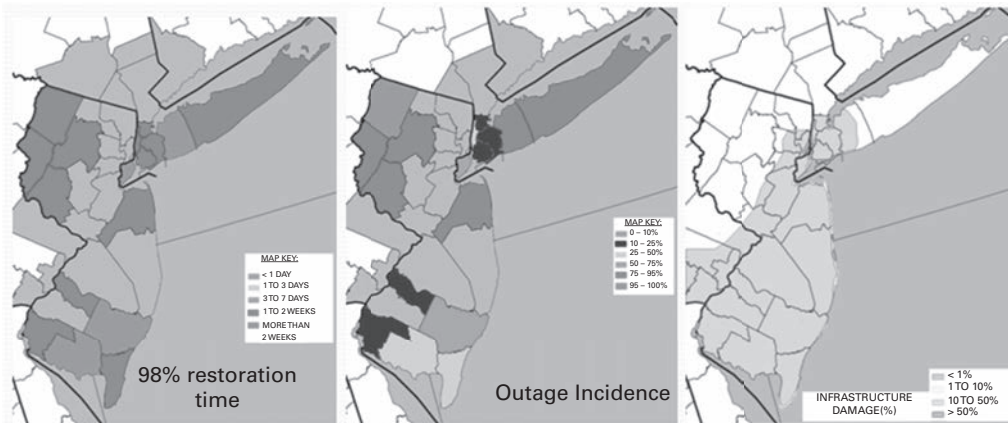 MAP KEY:
< 1 DAY
1 TO 3 DAYS
3 TO 7 DAYS
1 TO 2 WEEKS
MORE THAN
2 WEEKS
98% restoration
time
MAP KEY:
0 – 10%
10 – 25%
25 – 50%
50 – 75%
75 – 95%
95 – 100%
Outage Incidence
INFRASTRUCTURE
DAMAGE(%)
< 1%
1 TO 10%
10 TO 50%
> 50%